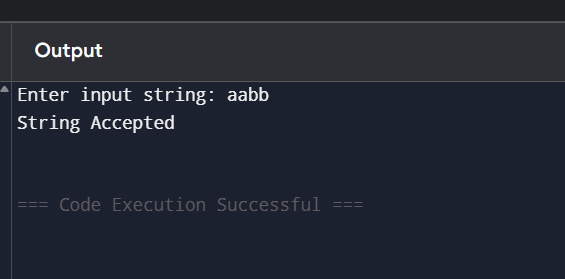 Output
Enter input string: aabb
String Accepted
=== Code Execution Successful ===